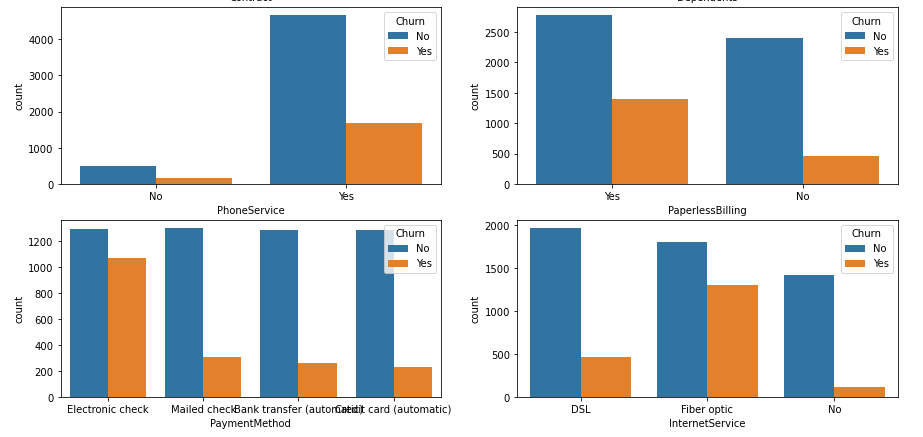 Contract
Dependents
count
4000
3000
2000
1000
0
No
Yes
PhoneService
Churn
No
Yes
count
2500
2000
1500
1000
500
0
Yes
No
PaperlessBilling
Churn
No
Yes
count
1200
1000
800
600
400
200
0
Electronic check
Mailed check
Bank transfer (automatic)
Credit card (automatic)
PaymentMethod
Churn
No
Yes
count
2000
1500
1000
500
0
DSL
Fiber optic
No
InternetService
Churn
No
Yes